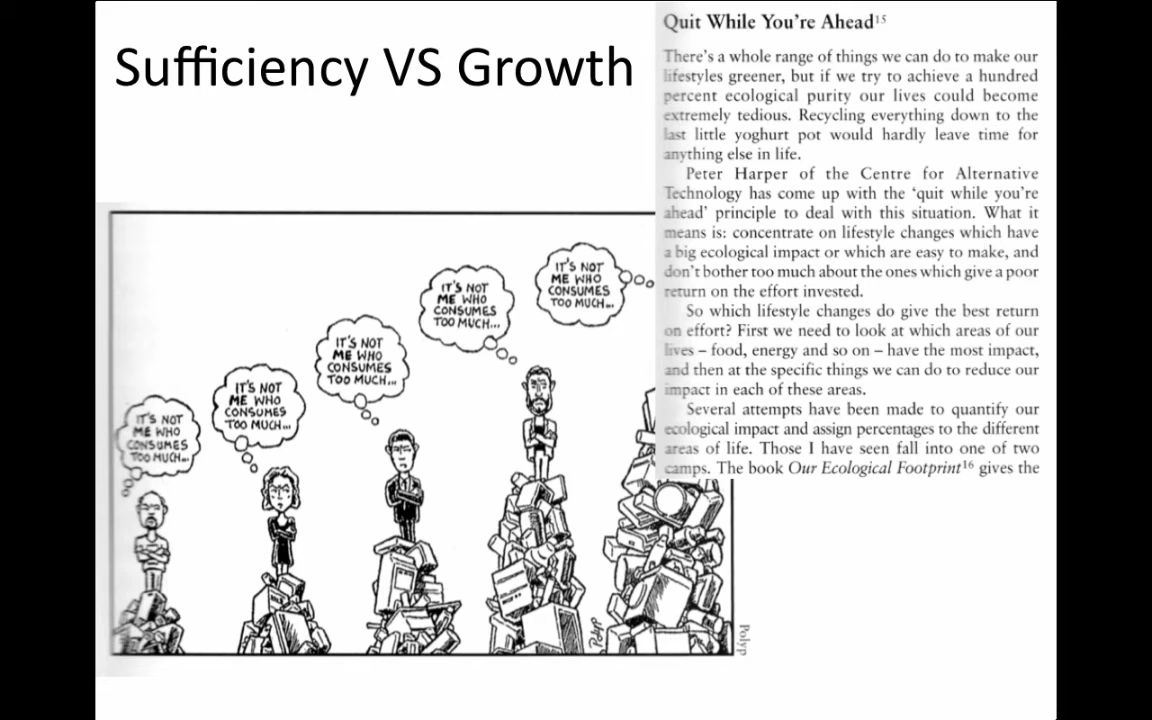 Sufficiency VS Growth
Quit While You're Ahead15
There's a whole range of things we can do to make our
lifestyles greener, but if we try to achieve a hundred
percent ecological purity our lives could become
extremely tedious. Recycling everything down to the
last little yoghurt pot would hardly leave time for
anything else in life.
Peter Harper of the Centre for Alternative
Technology has come up with the 'quit while you're
ahead' principle to deal with this situation. What it
means is: concentrate on lifestyle changes which have
a big ecological impact or which are easy to make, and
don't bother too much about the ones which give a poor
return on the effort invested.
So which lifestyle changes do give the best return
on effort? First we need to look at which areas of our
lives – food, energy and so on – have the most impact,
and then at the specific things we can do to reduce our
impact in each of these areas.
Several attempts have been made to quantify our
ecological impact and assign percentages to the different
areas of life. Those I have seen fall into one of two
camps. The book Our Ecological Footprint16 gives the
IT'S NOT
ME WHO
CONSUMES
TOO MUCH...
IT'S NOT
ME WHO
CONSUMES
TOO MUCH...
IT'S NOT
ME WHO
CONSUMES
TOO MUCH...
IT'S NOT
ME WHO
CONSUMES
TOO MUCH...
IT'S NOT
ME WHO
CONSUMES
TOO MUCH...
Polyp
Polyp